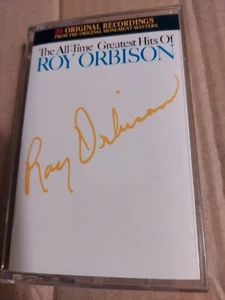 20 ORIGINAL RECORDINGS
FROM THE ORIGINAL MONUMENT MASTERS
The All-Time Greatest Hits Of
ROY ORBISON
Roy Orbison